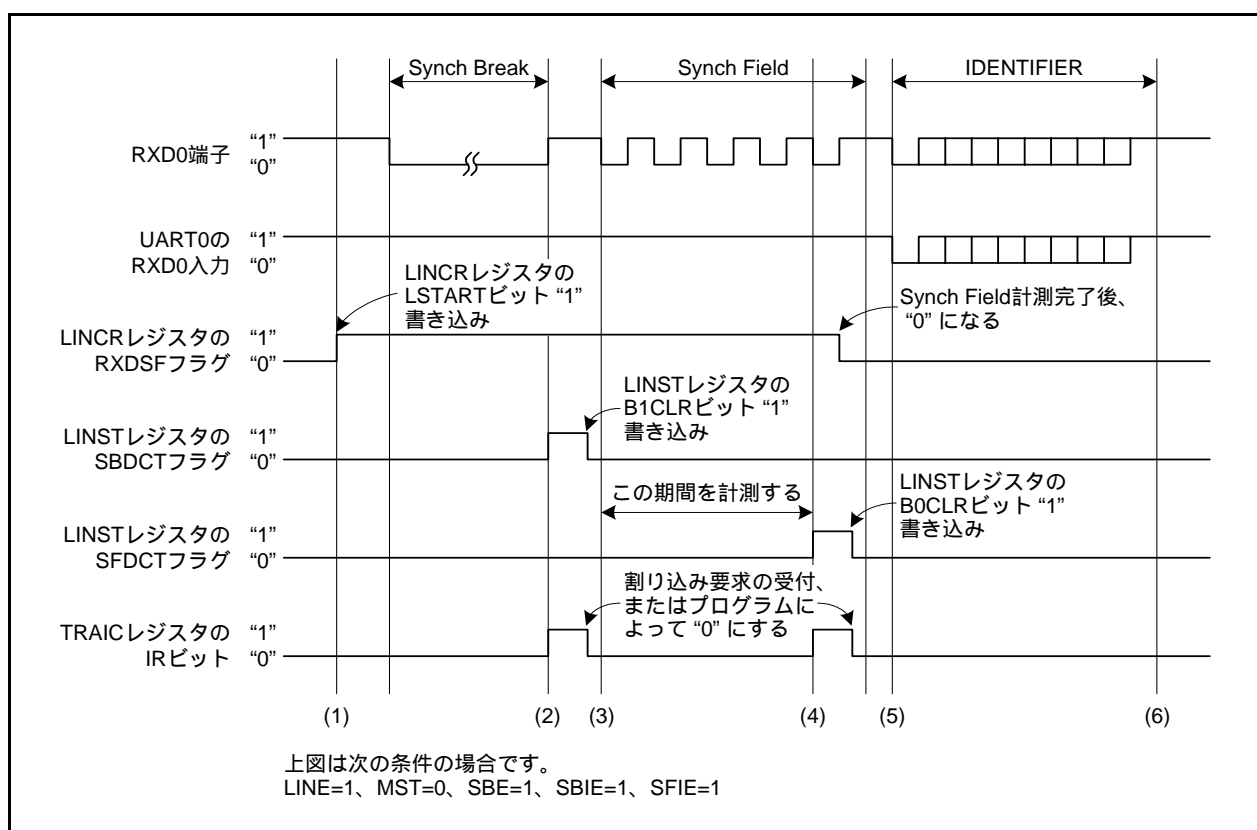 Synch Break
Synch Field
IDENTIFIER
RXD0端子
“1”
“0”
UART0の
RXD0入力
“1”
“0”
LINCRレジスタの
LSTARTビット “1”
書き込み
Synch Field計測完了後、
“0” になる
LINCRレジスタの
RXDSFフラグ
“1”
“0”
LINSTレジスタの
B1CLRビット “1”
書き込み
LINSTレジスタの
SBDCTフラグ
“1”
“0”
この期間を計測する
LINSTレジスタの
B0CLRビット “1”
書き込み
LINSTレジスタの
SFDCTフラグ
“1”
“0”
割り込み要求の受付、
またはプログラムに
よって “0” にする
TRAICレジスタの
IRビット
“1”
“0”
(1)
(2)
(3)
(4)
(5)
(6)
上図は次の条件の場合です。
LINE=1、MST=0、SBE=1、SBIE=1、SFIE=1